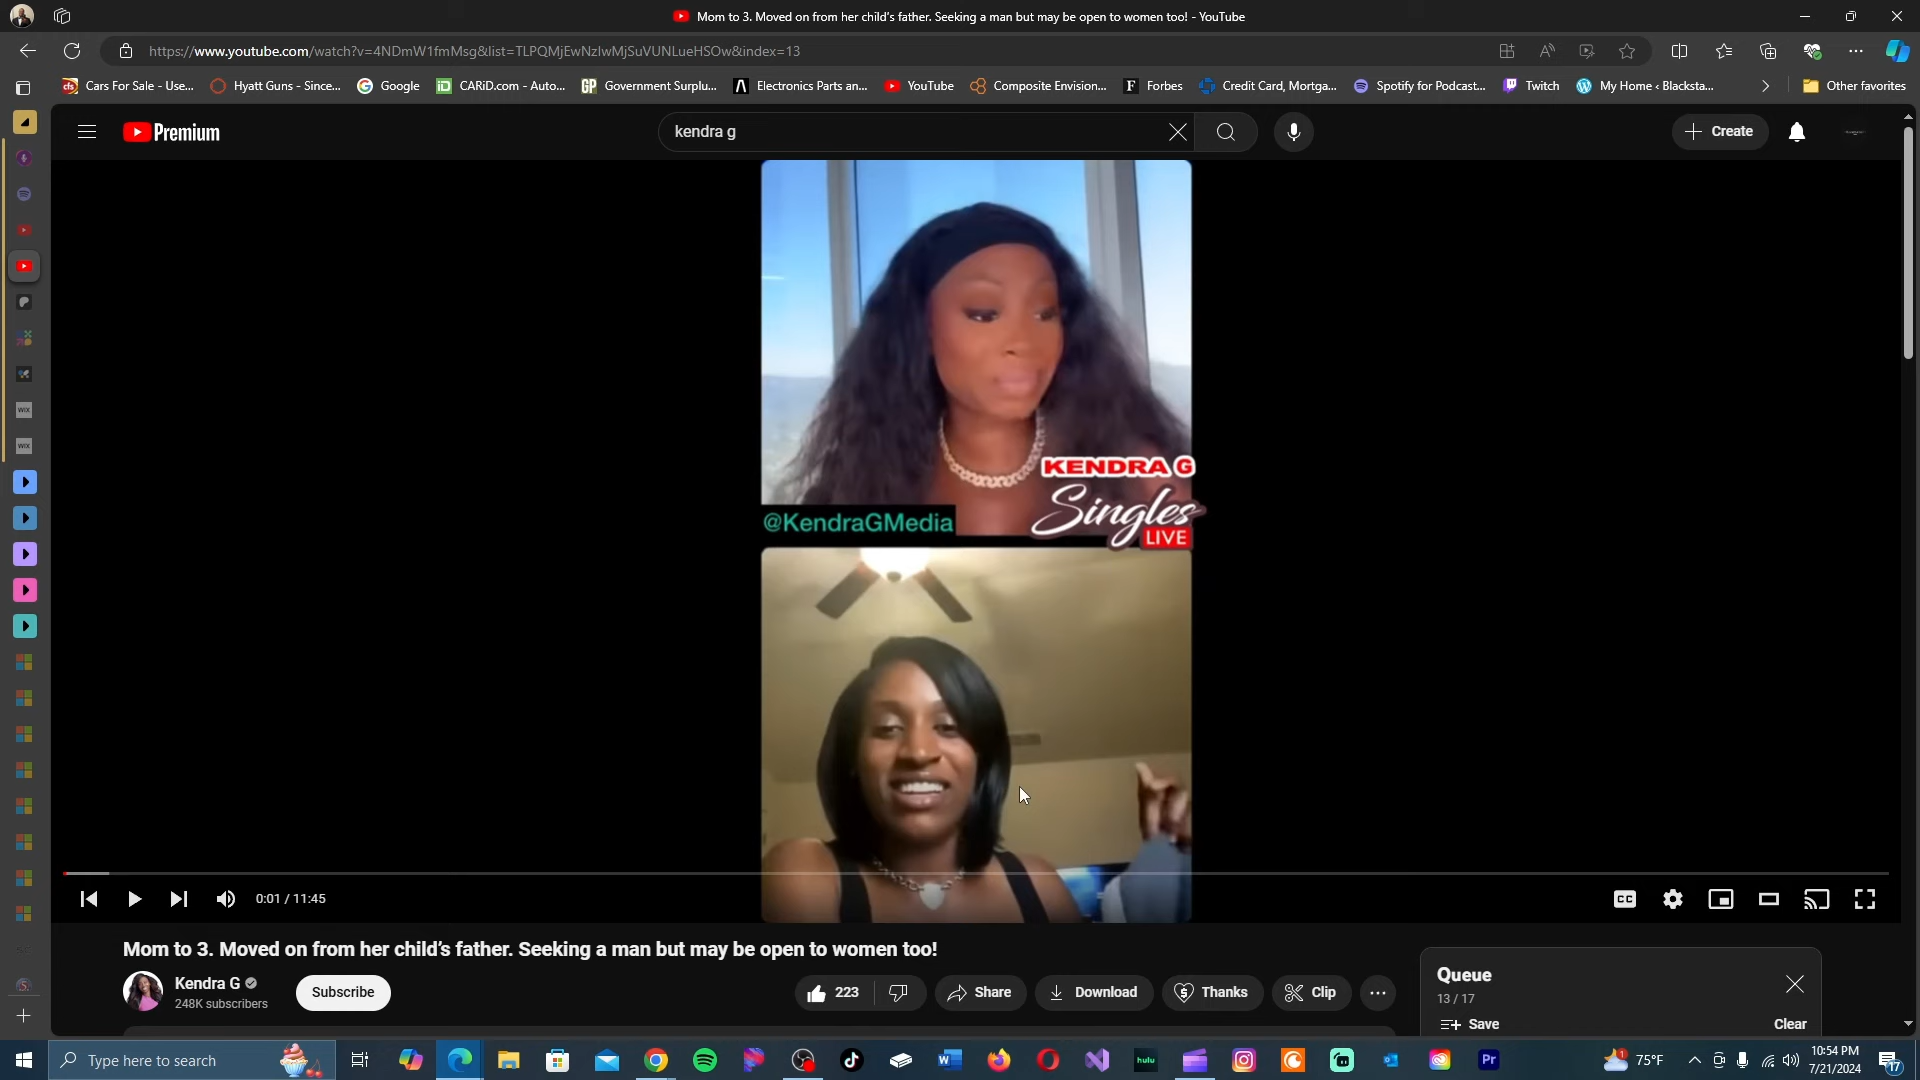 Mom to 3. Moved on from her child's father. Seeking a man but may be open to women too! - YouTube
https://www.youtube.com/watch?v=4NDmW1fmMsg&list=TLPQMjEwNzIwMjSuVUNLueHSOw&index=13
Cars For Sale - Use... Hyatt Guns - Since... Google CARiD.com - Auto... Government Surplu... Electronics Parts an... YouTube Composite Envision... Forbes Credit Card, Mortga... Spotify for Podcast... Twitch My Home ‹ Blacksta... Other favorites
Premium kendra g Create
KENDRA G
Singles
@KendraGMedia
LIVE
WIX
WIX
0:01 / 11:45 CC
Mom to 3. Moved on from her child's father. Seeking a man but may be open to women too!
Kendra G
248K subscribers
Subscribe 223 Share Download Thanks Clip
Queue
13 / 17
Save Clear
Type here to search hulu Pr 75°F 10:54 PM
7/21/2024
17